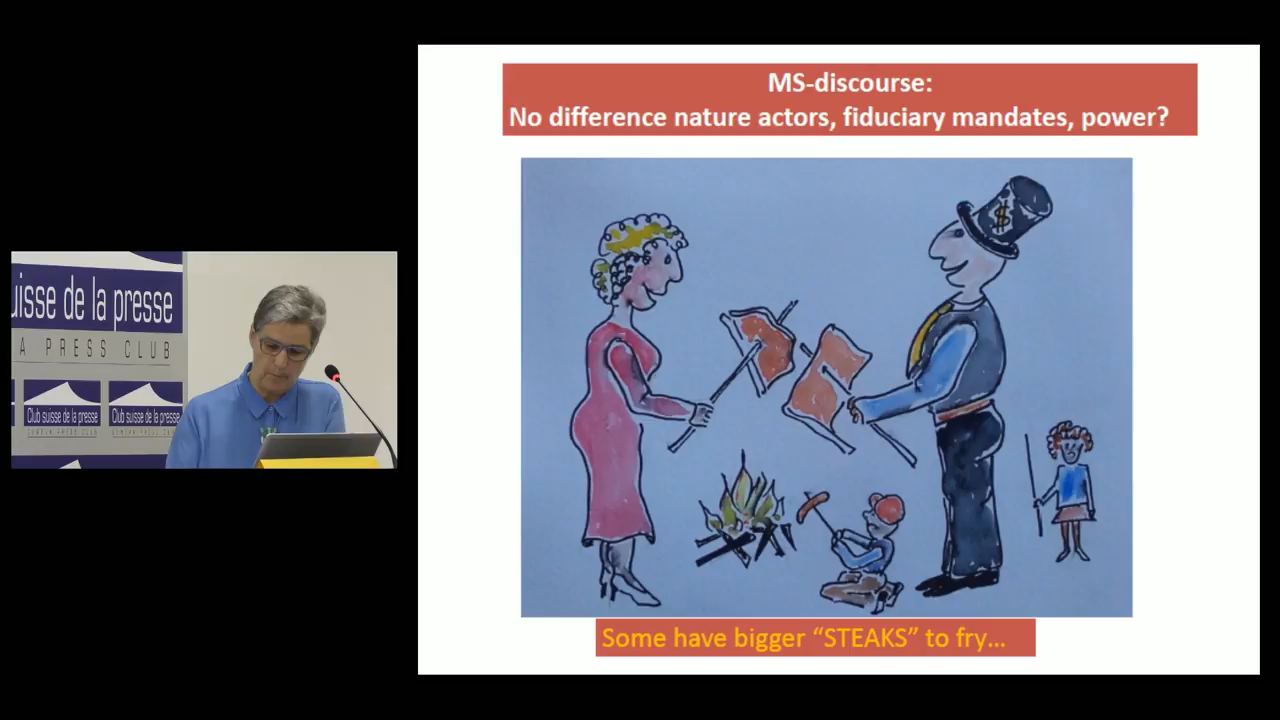 MS-discourse:
No difference nature actors, fiduciary mandates, power?
$
Some have bigger “STEAKS” to fry…
uisse de la presse
A PRESS CLUB
Club suisse de la presse
Club suisse de la presse